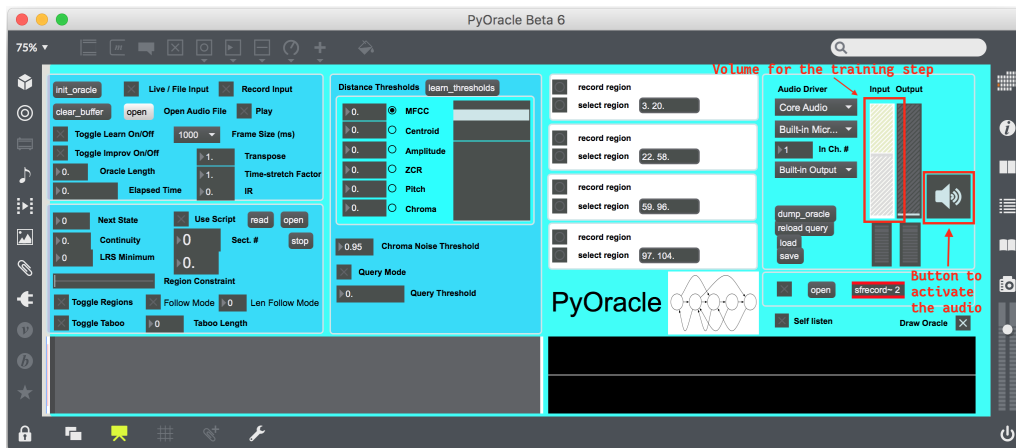 PyOracle Beta 6
75% ▼
Volume for the training step
init_oracle Live / File Input Record Input
clear_buffer open Open Audio File Play
Toggle Learn On/Off 1000 Frame Size (ms)
Toggle Improv On/Off 1. Transpose
0. Oracle Length 1. Time-stretch Factor
0. Elapsed Time 0. IR
0 Next State Use Script read open
0. Continuity 0 Sect. # stop
0 LRS Minimum 0.
Region Constraint
Toggle Regions Follow Mode 0 Len Follow Mode
Toggle Taboo 0 Taboo Length
Distance Thresholds learn_thresholds
0. MFCC
0. Centroid
0. Amplitude
0. ZCR
0. Pitch
0. Chroma
0.95 Chroma Noise Threshold
Query Mode
0. Query Threshold
record region
select region 3. 20.
record region
select region 22. 58.
record region
select region 59. 96.
record region
select region 97. 104.
PyOracle
Audio Driver Input Output
Core Audio
Built-in Micr...
1 In Ch. #
Built-in Output
dump_oracle
reload query
load
save
Button to
activate
the audio
open sfrecord~ 2
Self listen Draw Oracle